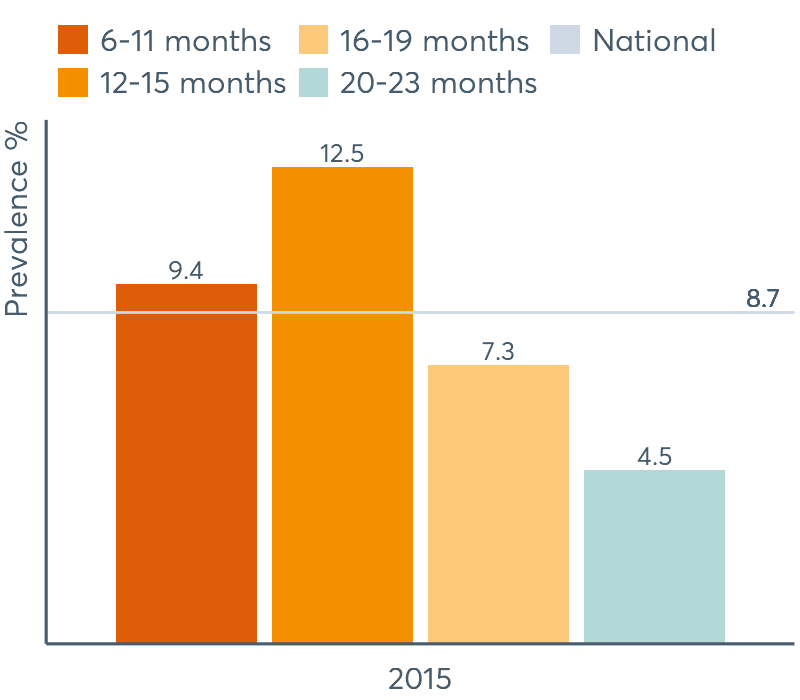 6-11 months 16-19 months National
12-15 months 20-23 months
Prevalence %
12.5
9.4
8.7
7.3
4.5
2015